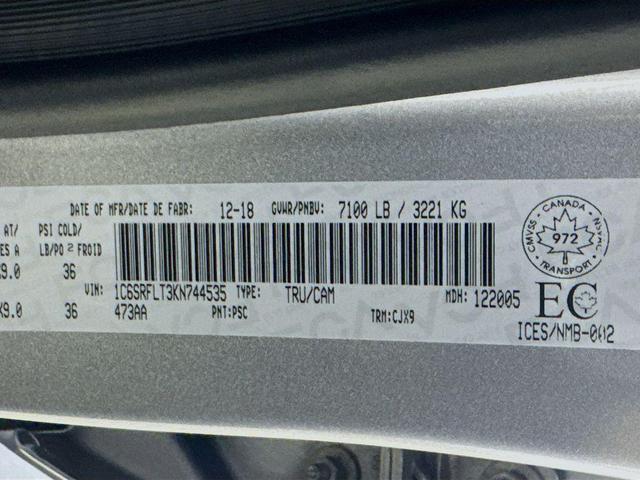 DATE OF MFR/DATE DE FABR: 12-18 GVWR/PNBV: 7100 LB / 3221 KG
AT/ PSI COLD/
ES A LB/PO2 FROID
X9.0 36
VIN: 1C6SRFLT3KN744535 TYPE: TRU/CAM MDH: 122005
X9.0 36 473AA PNT:PSC TRM:CJX9
CMVSS CANADA NSVAC
972
TRANSPORT
EC
ICES/NMB-002